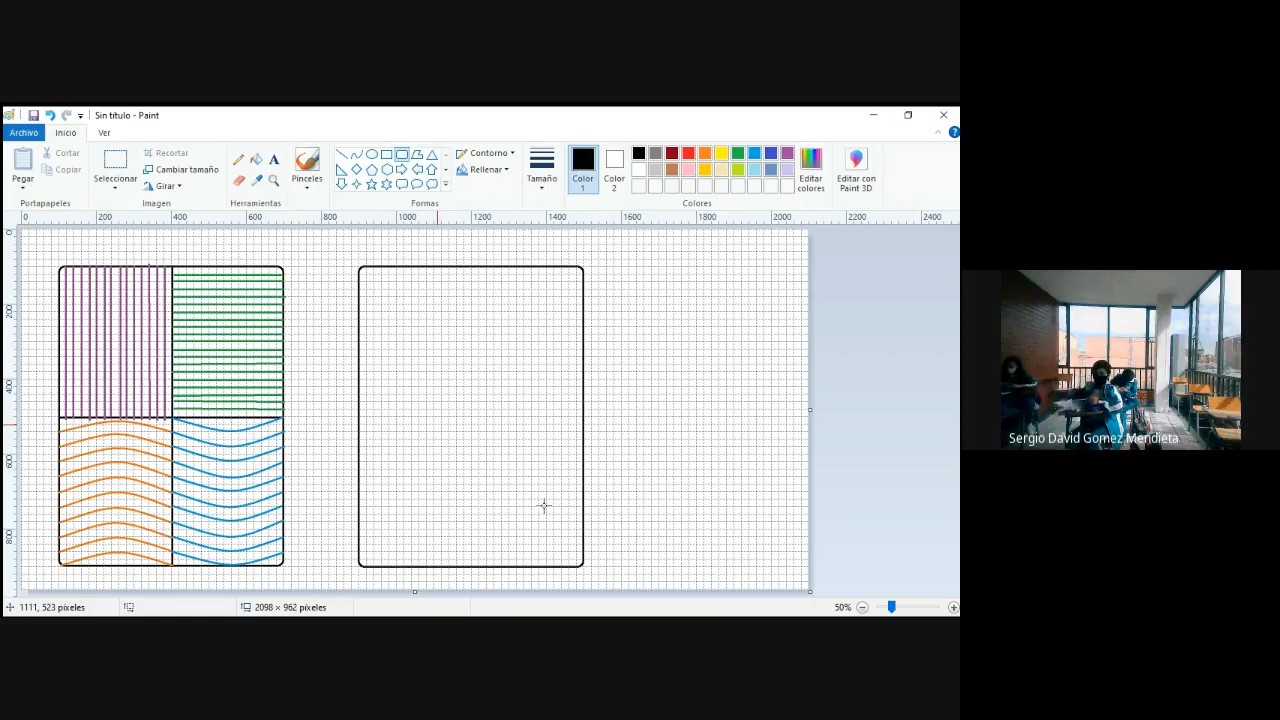 Sin título - Paint
Archivo Inicio Ver
Pegar
Cortar
Copiar
Portapapeles
Seleccionar
Recortar
Cambiar tamaño
Girar
Imagen
A
Herramientas
Pinceles
Contorno
Rellenar
Formas
Tamaño
Color 1
Color 2
Editar colores
Editar con Paint 3D
Colores
0 200 400 600 800 1000 1200 1400 1600 1800 2000 2200 2400
0
200
400
600
800
1111, 523 píxeles
2098 × 962 píxeles
50%
Sergio David Gomez Mendieta